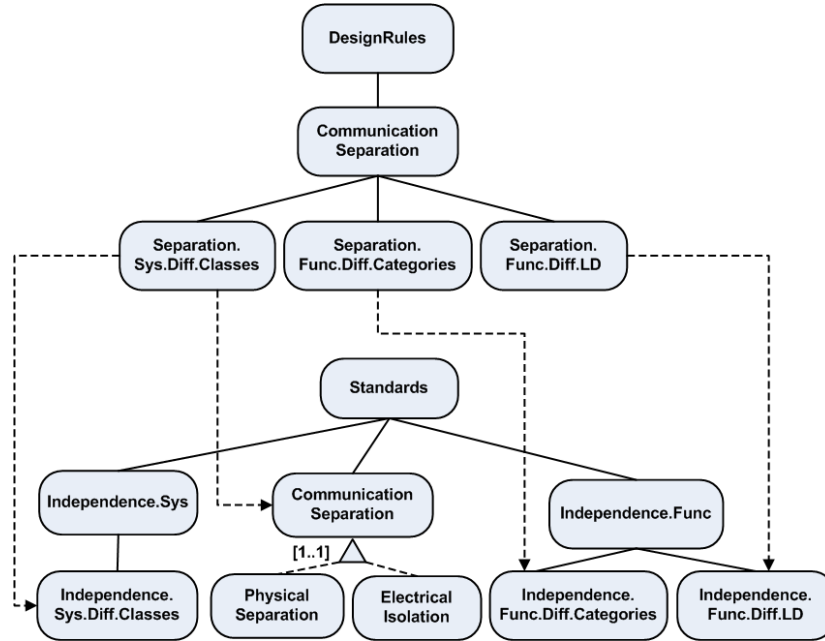 DesignRules
Communication
Separation
Separation.
Sys.Diff.Classes
Separation.
Func.Diff.Categories
Separation.
Func.Diff.LD
Standards
Independence.Sys
Communication
Separation
Independence.Func
[1..1]
Independence.
Sys.Diff.Classes
Physical
Separation
Electrical
Isolation
Independence.
Func.Diff.Categories
Independence.
Func.Diff.LD